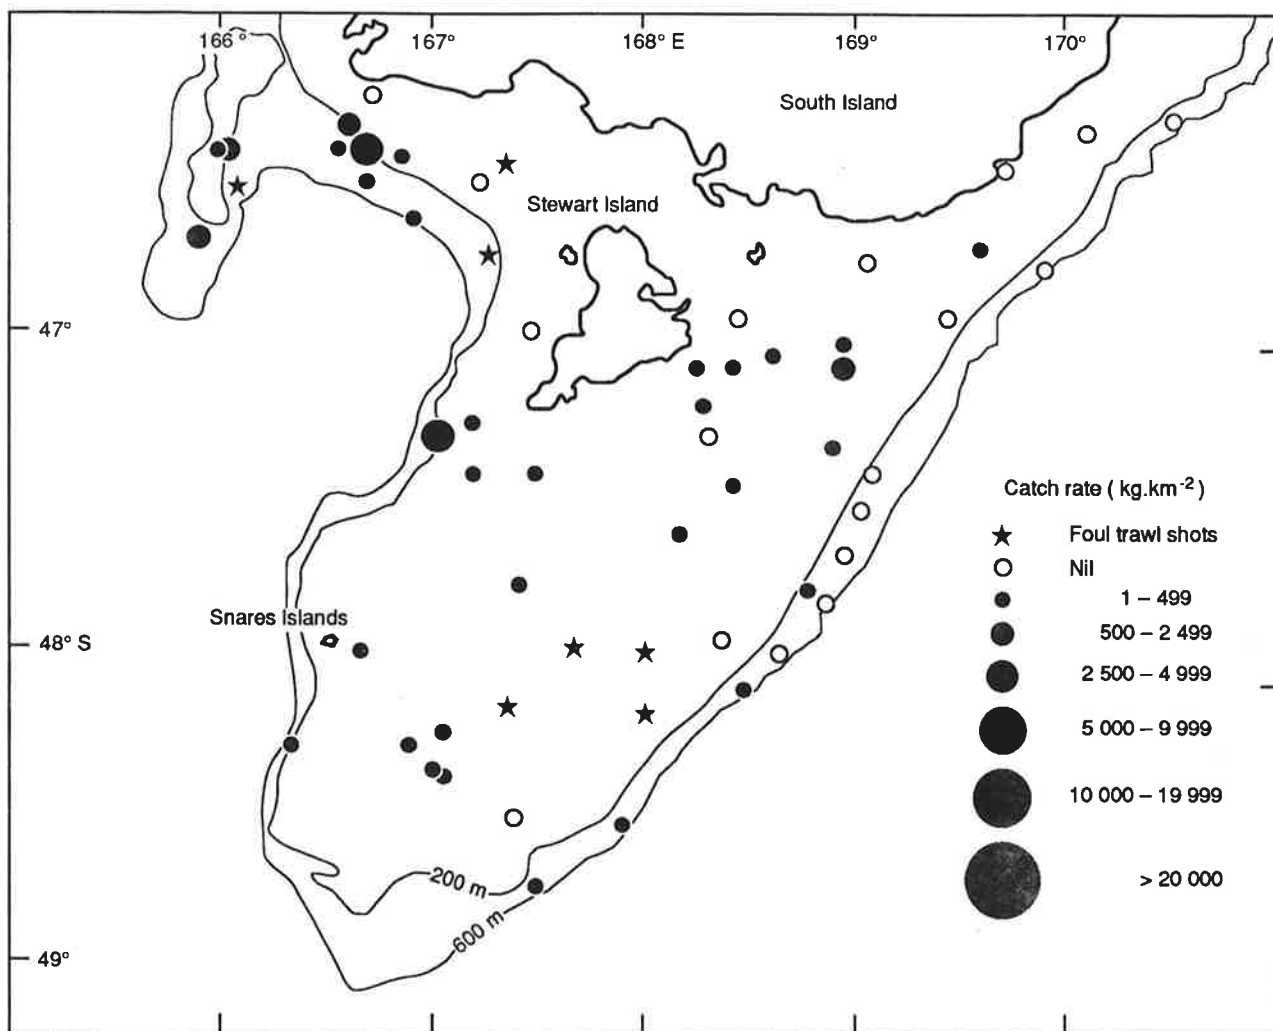 166°
167°
168° E
169°
170°
South Island
Stewart Island
47°
Catch rate ( kg.km-2 )
Foul trawl shots
Nil
1 – 499
500 – 2 499
2 500 – 4 999
5 000 – 9 999
10 000 – 19 999
> 20 000
Snares Islands
48° S
200 m
600 m
49°